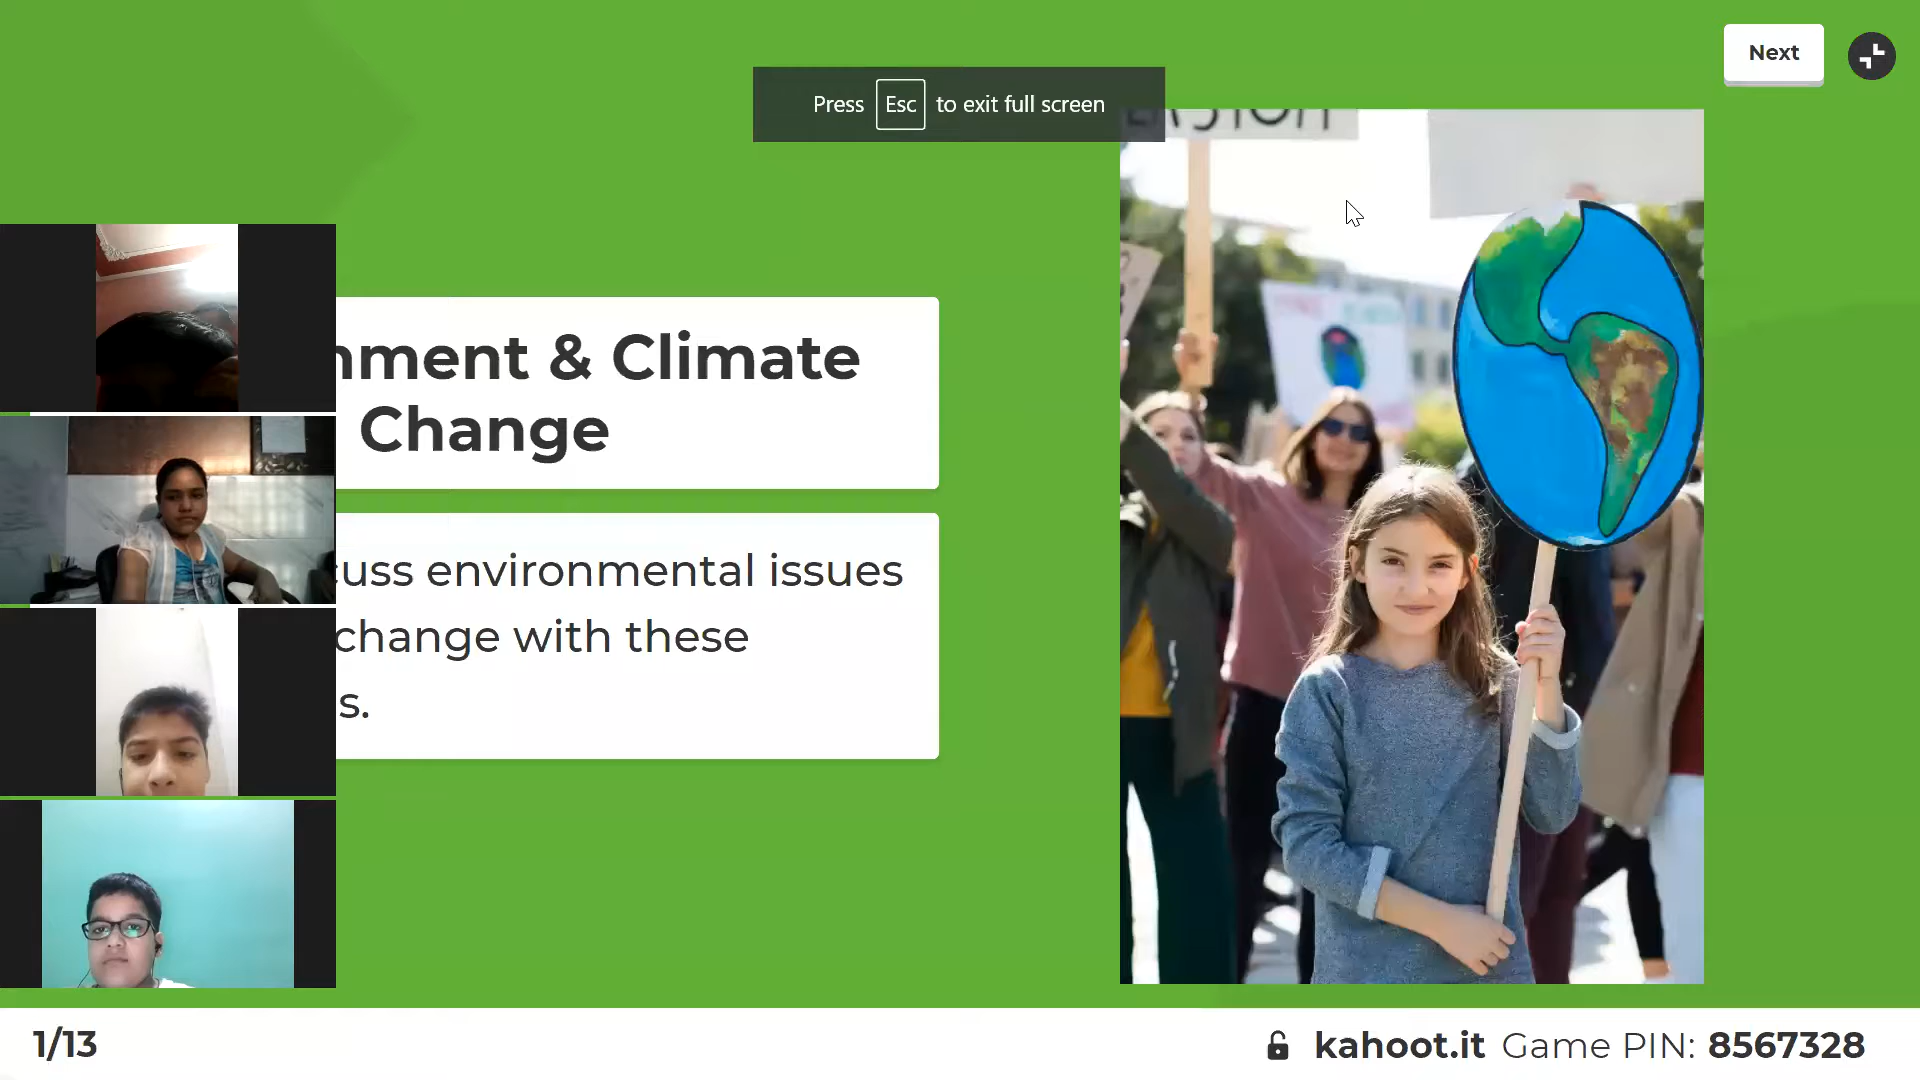 Next
Press Esc to exit full screen
nment & Climate
Change
cuss environmental issues
change with these
s.
1/13
kahoot.it Game PIN: 8567328